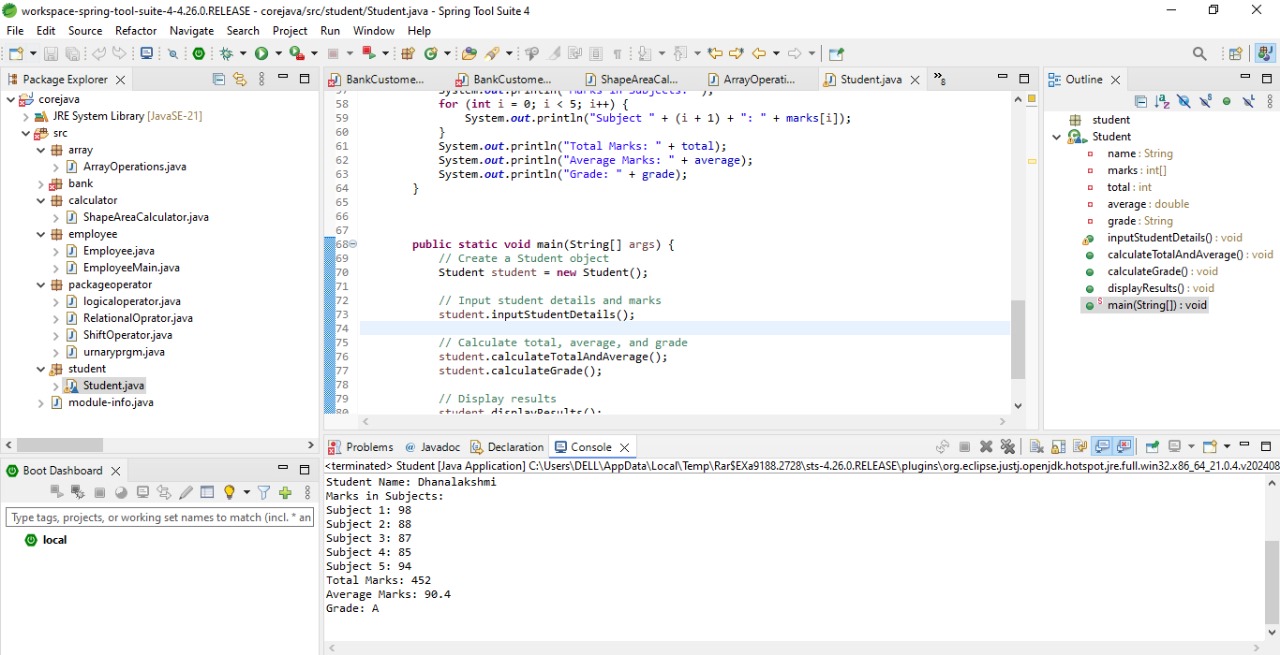 workspace-spring-tool-suite-4-4.26.0.RELEASE - corejava/src/student/Student.java - Spring Tool Suite 4
File Edit Source Refactor Navigate Search Project Run Window Help
Package Explorer
corejava
JRE System Library [JavaSE-21]
src
array
ArrayOperations.java
bank
calculator
ShapeAreaCalculator.java
employee
Employee.java
EmployeeMain.java
packageoperator
logicaloperator.java
RelationalOprator.java
ShiftOperator.java
urnaryprgm.java
student
Student.java
module-info.java
Boot Dashboard
Type tags, projects, or working set names to match (incl. * an
local
BankCustome... BankCustome... ShapeAreaCal... ArrayOperati... Student.java »8
57 System.out.println("Marks in Subjects: ");
58 for (int i = 0; i < 5; i++) {
59 System.out.println("Subject " + (i + 1) + ": " + marks[i]);
60 }
61 System.out.println("Total Marks: " + total);
62 System.out.println("Average Marks: " + average);
63 System.out.println("Grade: " + grade);
64 }
65
66
67
68 public static void main(String[] args) {
69 // Create a Student object
70 Student student = new Student();
71
72 // Input student details and marks
73 student.inputStudentDetails();
74
75 // Calculate total, average, and grade
76 student.calculateTotalAndAverage();
77 student.calculateGrade();
78
79 // Display results
80 student.displayResults();
Outline
student
Student
name : String
marks : int[]
total : int
average : double
grade : String
inputStudentDetails() : void
calculateTotalAndAverage() : void
calculateGrade() : void
displayResults() : void
main(String[]) : void
Problems Javadoc Declaration Console
<terminated> Student [Java Application] C:\Users\DELL\AppData\Local\Temp\Rar$EXa9188.2728\sts-4.26.0.RELEASE\plugins\org.eclipse.justj.openjdk.hotspot.jre.full.win32.x86_64_21.0.4.v202408
Student Name: Dhanalakshmi
Marks in Subjects:
Subject 1: 98
Subject 2: 88
Subject 3: 87
Subject 4: 85
Subject 5: 94
Total Marks: 452
Average Marks: 90.4
Grade: A